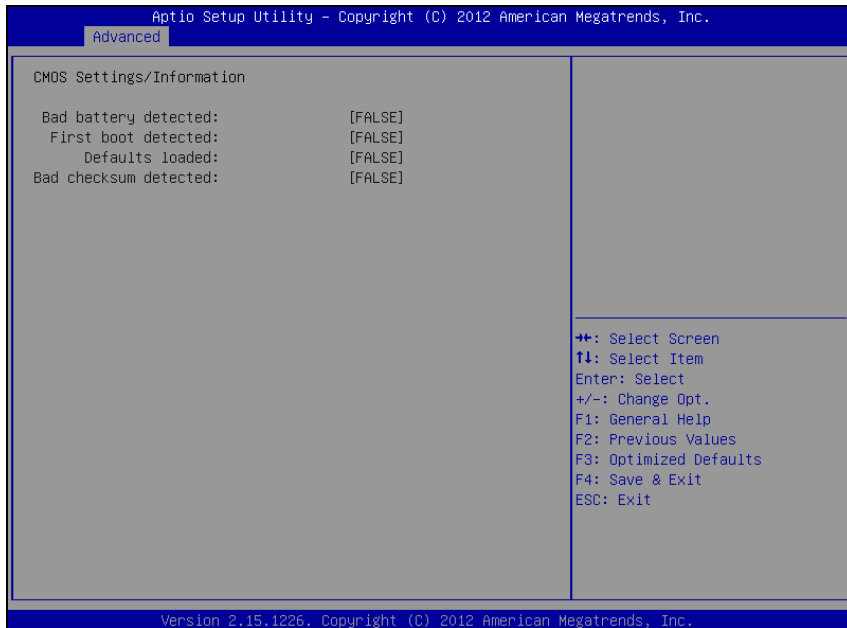 Aptio Setup Utility – Copyright (C) 2012 American Megatrends, Inc.
Advanced
CMOS Settings/Information
Bad battery detected: [FALSE]
First boot detected: [FALSE]
Defaults loaded: [FALSE]
Bad checksum detected: [FALSE]
→←: Select Screen
↑↓: Select Item
Enter: Select
+/-: Change Opt.
F1: General Help
F2: Previous Values
F3: Optimized Defaults
F4: Save & Exit
ESC: Exit
Version 2.15.1226. Copyright (C) 2012 American Megatrends, Inc.